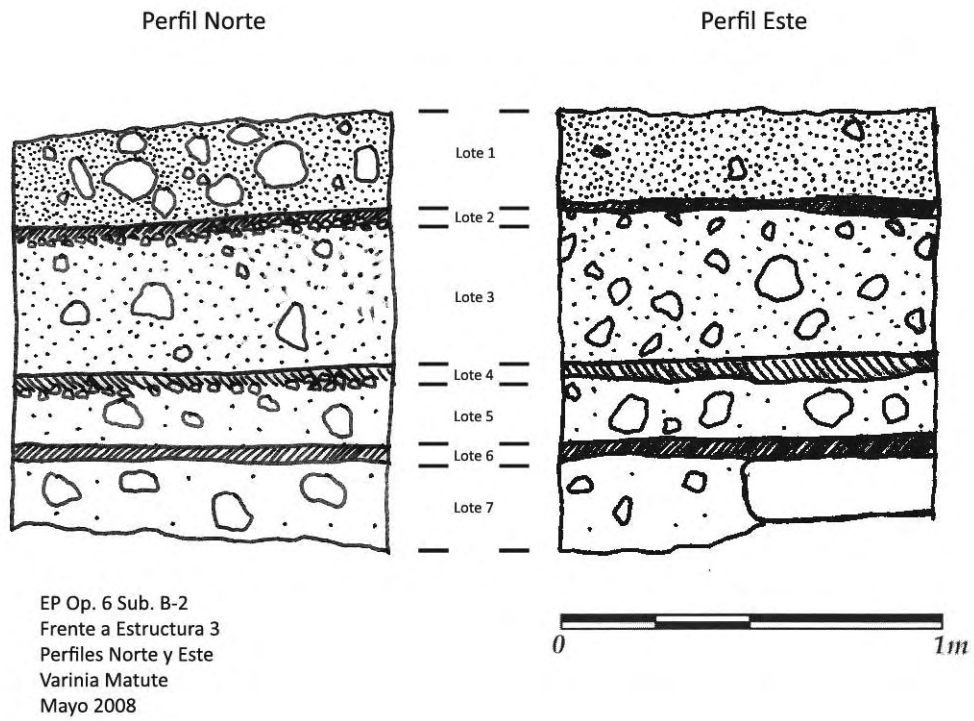 Perfil Norte
Perfil Este
Lote 1
Lote 2
Lote 3
Lote 4
Lote 5
Lote 6
Lote 7
EP Op. 6 Sub. B-2
Frente a Estructura 3
Perfiles Norte y Este
Varinia Matute
Mayo 2008
0 1m